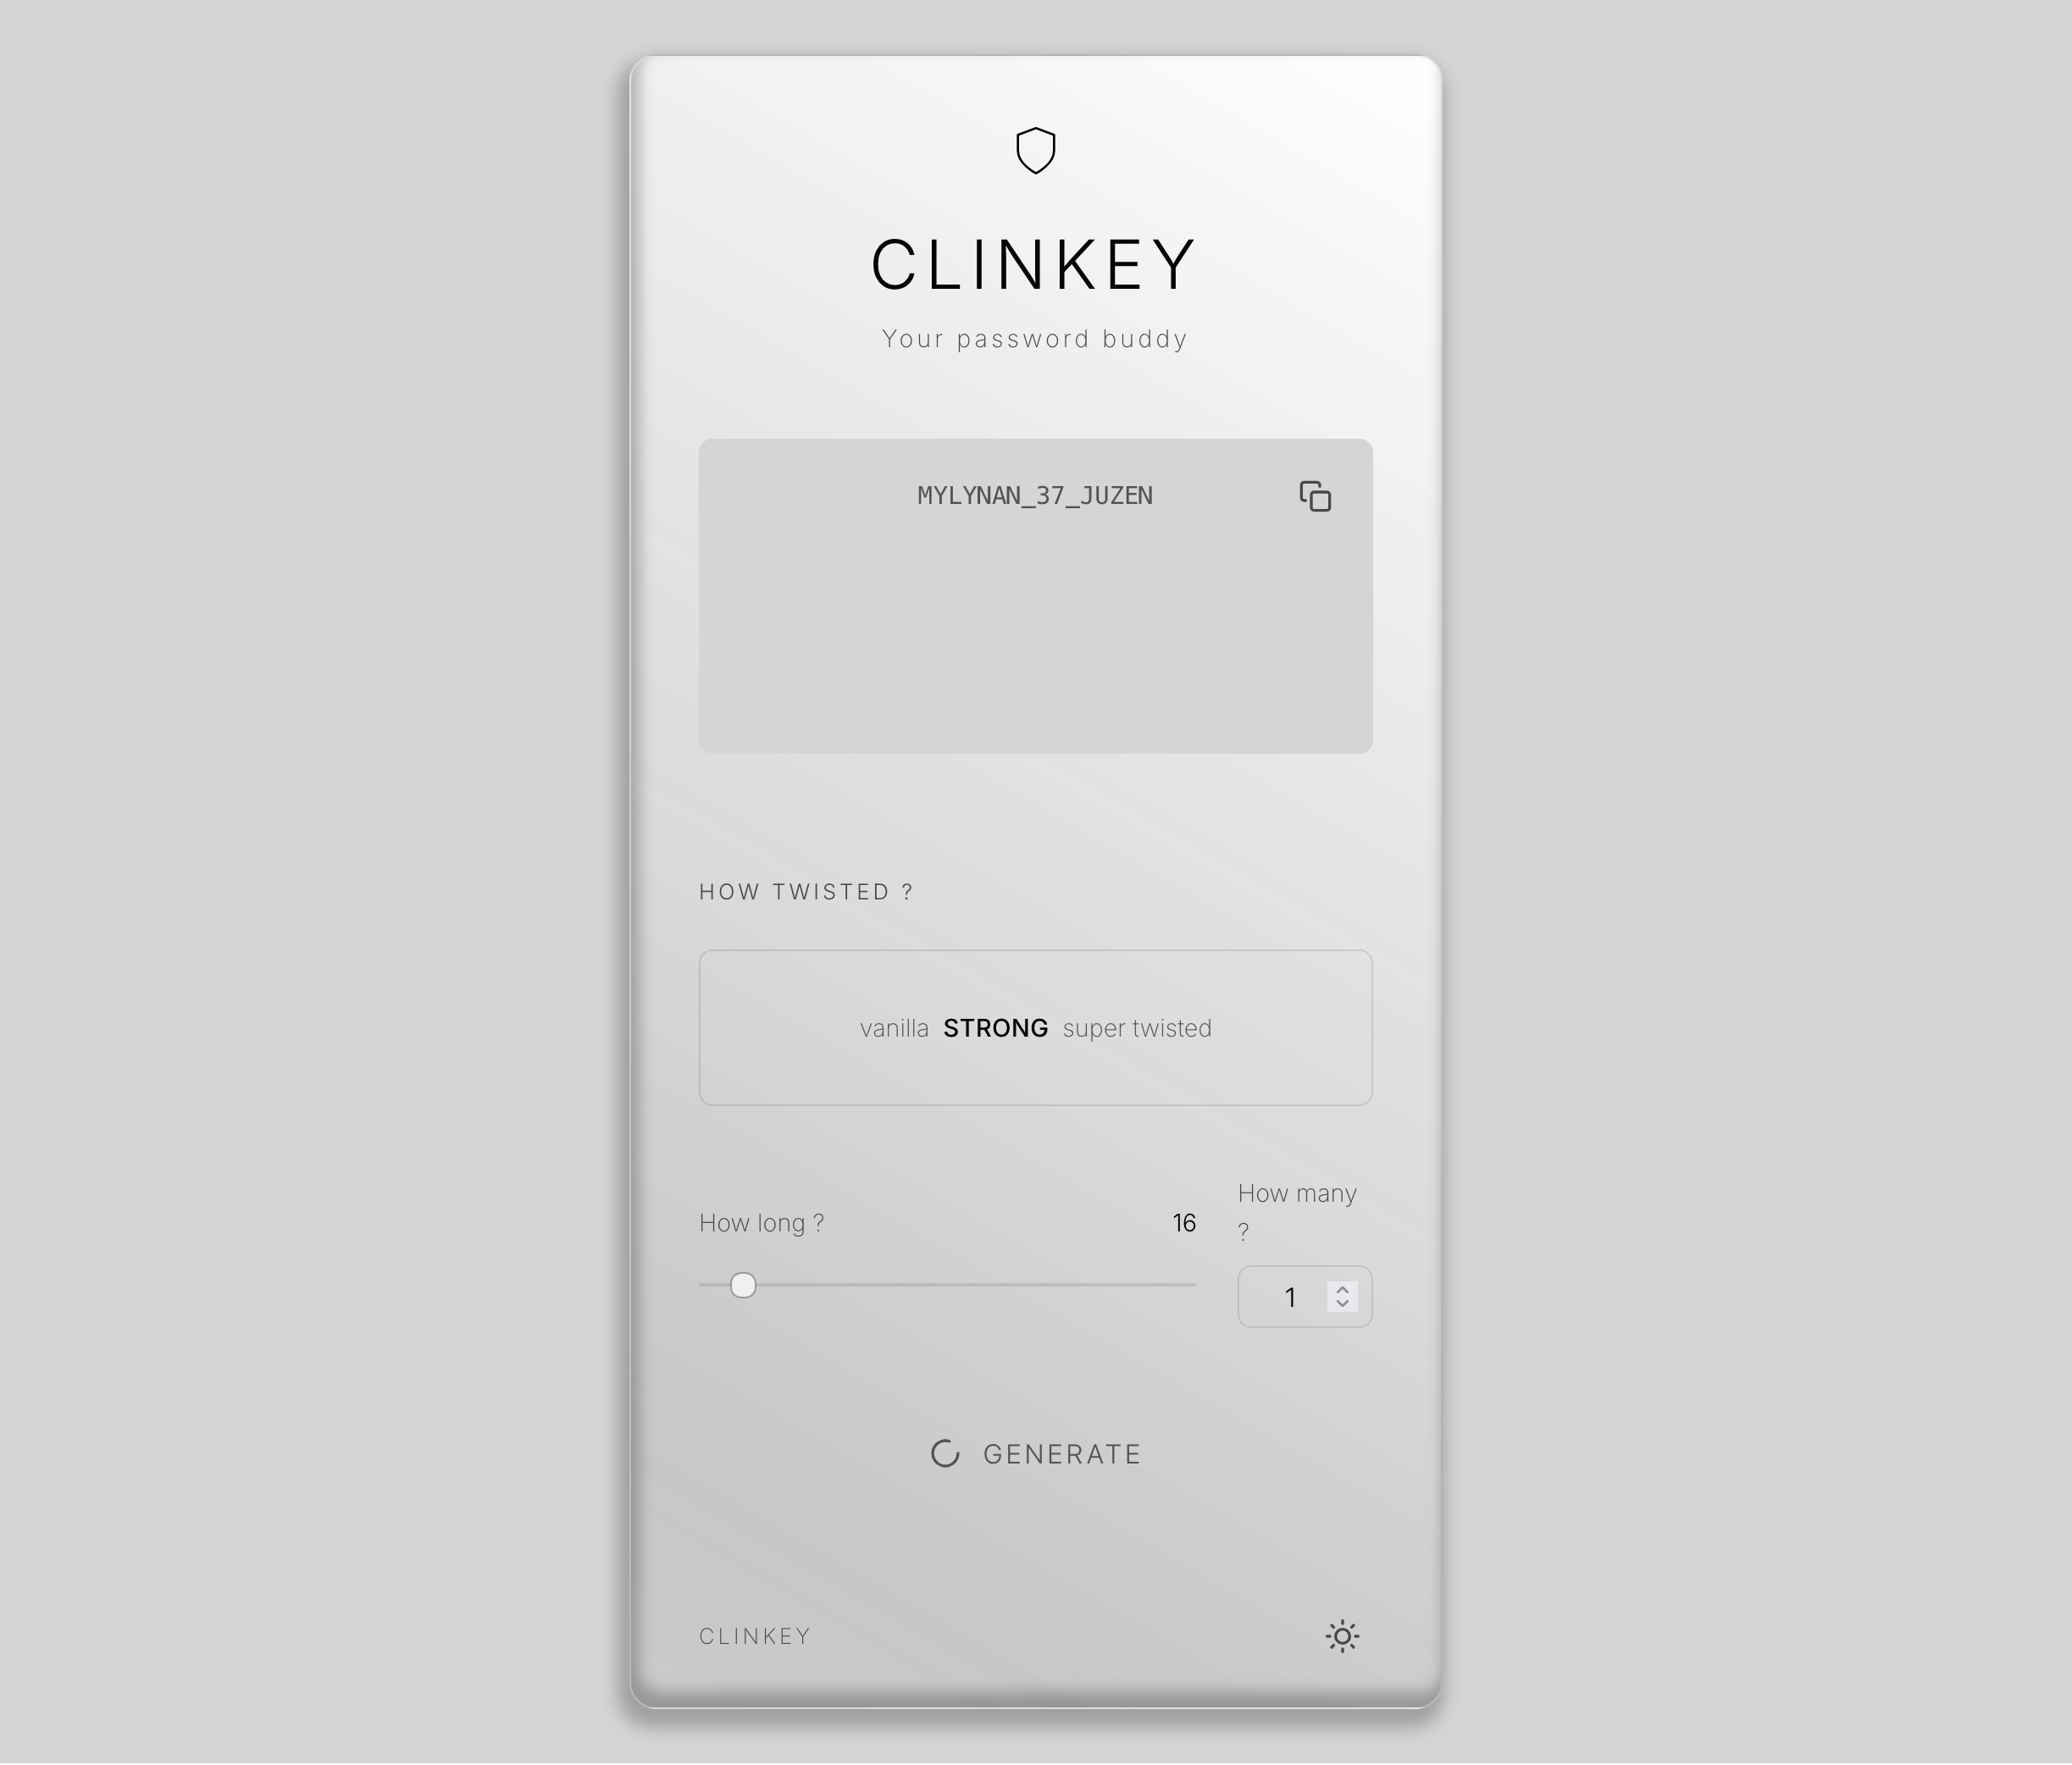 CLINKEY
Your password buddy
MYLYNAN_37_JUZEN
HOW TWISTED ?
vanilla STRONG super twisted
How long ?
16
How many
?
1
GENERATE
CLINKEY